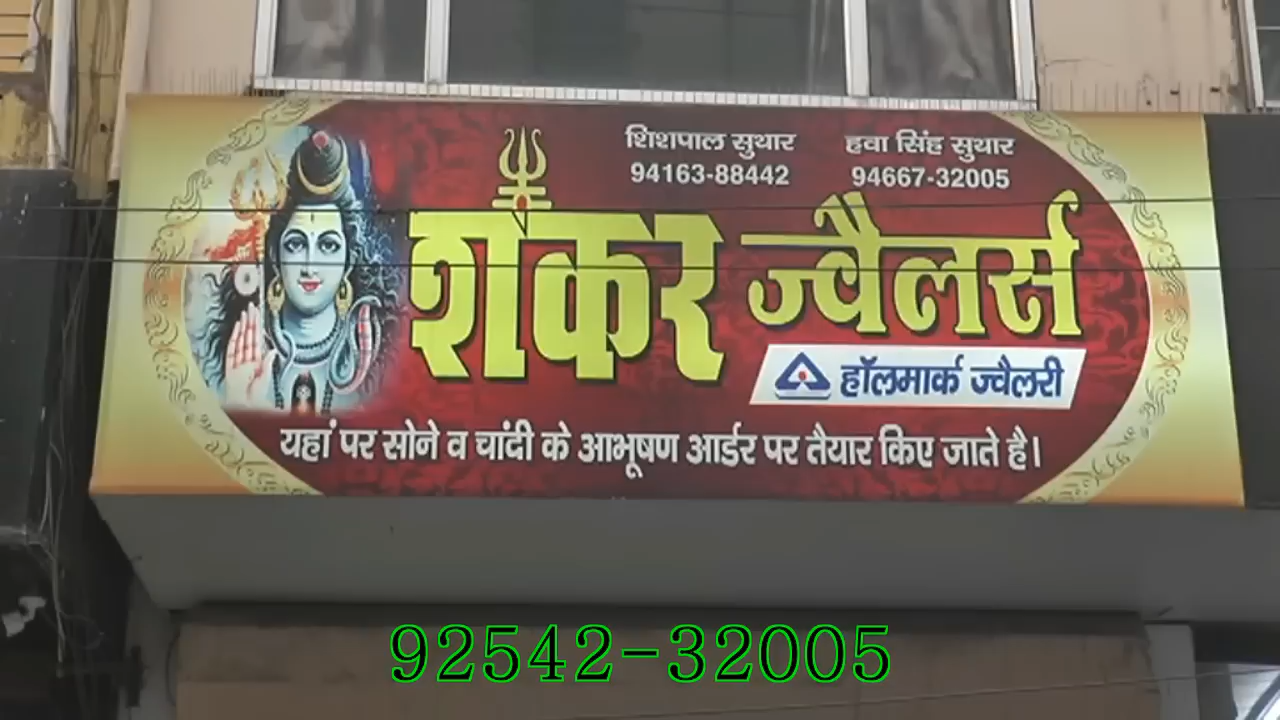 शिशपाल सुथार हवा सिंह सुथार
94163-88442 94667-32005
शंकर ज्वैलर्स
हॉलमार्क ज्वैलरी
यहां पर सोने व चांदी के आभूषण आर्डर पर तैयार किए जाते है।
92542-32005